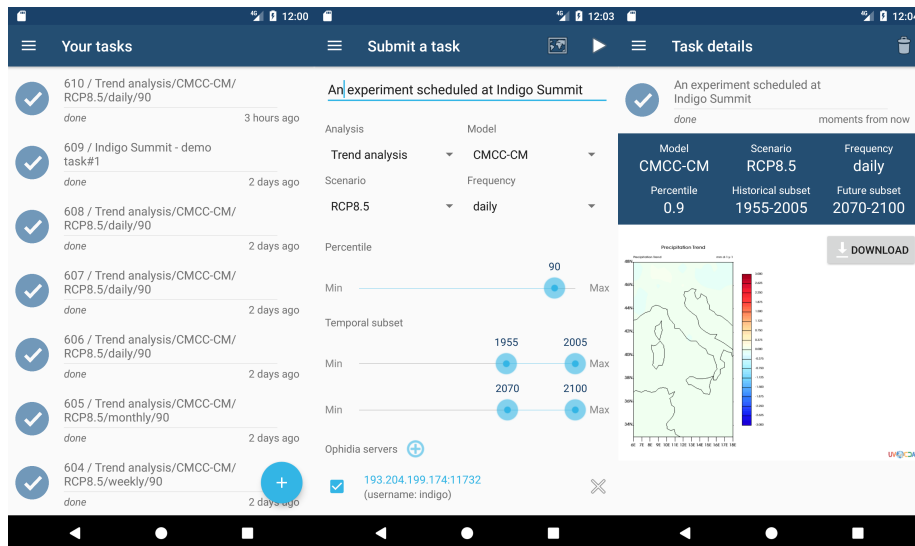 4G 12:00
Your tasks
610 / Trend analysis/CMCC-CM/
RCP8.5/daily/90
done 3 hours ago
609 / Indigo Summit - demo
task#1
done 2 days ago
608 / Trend analysis/CMCC-CM/
RCP8.5/daily/90
done 2 days ago
607 / Trend analysis/CMCC-CM/
RCP8.5/daily/90
done 2 days ago
606 / Trend analysis/CMCC-CM/
RCP8.5/daily/90
done 2 days ago
605 / Trend analysis/CMCC-CM/
RCP8.5/monthly/90
done 2 days ago
604 / Trend analysis/CMCC-CM/
RCP8.5/weekly/90
done 2 days ago
4G 12:03
Submit a task
An experiment scheduled at Indigo Summit
Analysis Model
Trend analysis CMCC-CM
Scenario Frequency
RCP8.5 daily
Percentile
90
Min Max
Temporal subset
1955 2005
Min Max
2070 2100
Min Max
Ophidia servers
193.204.199.174:11732
(username: indigo)
4G 12:04
Task details
An experiment scheduled at
Indigo Summit
done moments from now
Model Scenario Frequency
CMCC-CM RCP8.5 daily
Percentile Historical subset Future subset
0.9 1955-2005 2070-2100
DOWNLOAD
Precipitation Trend